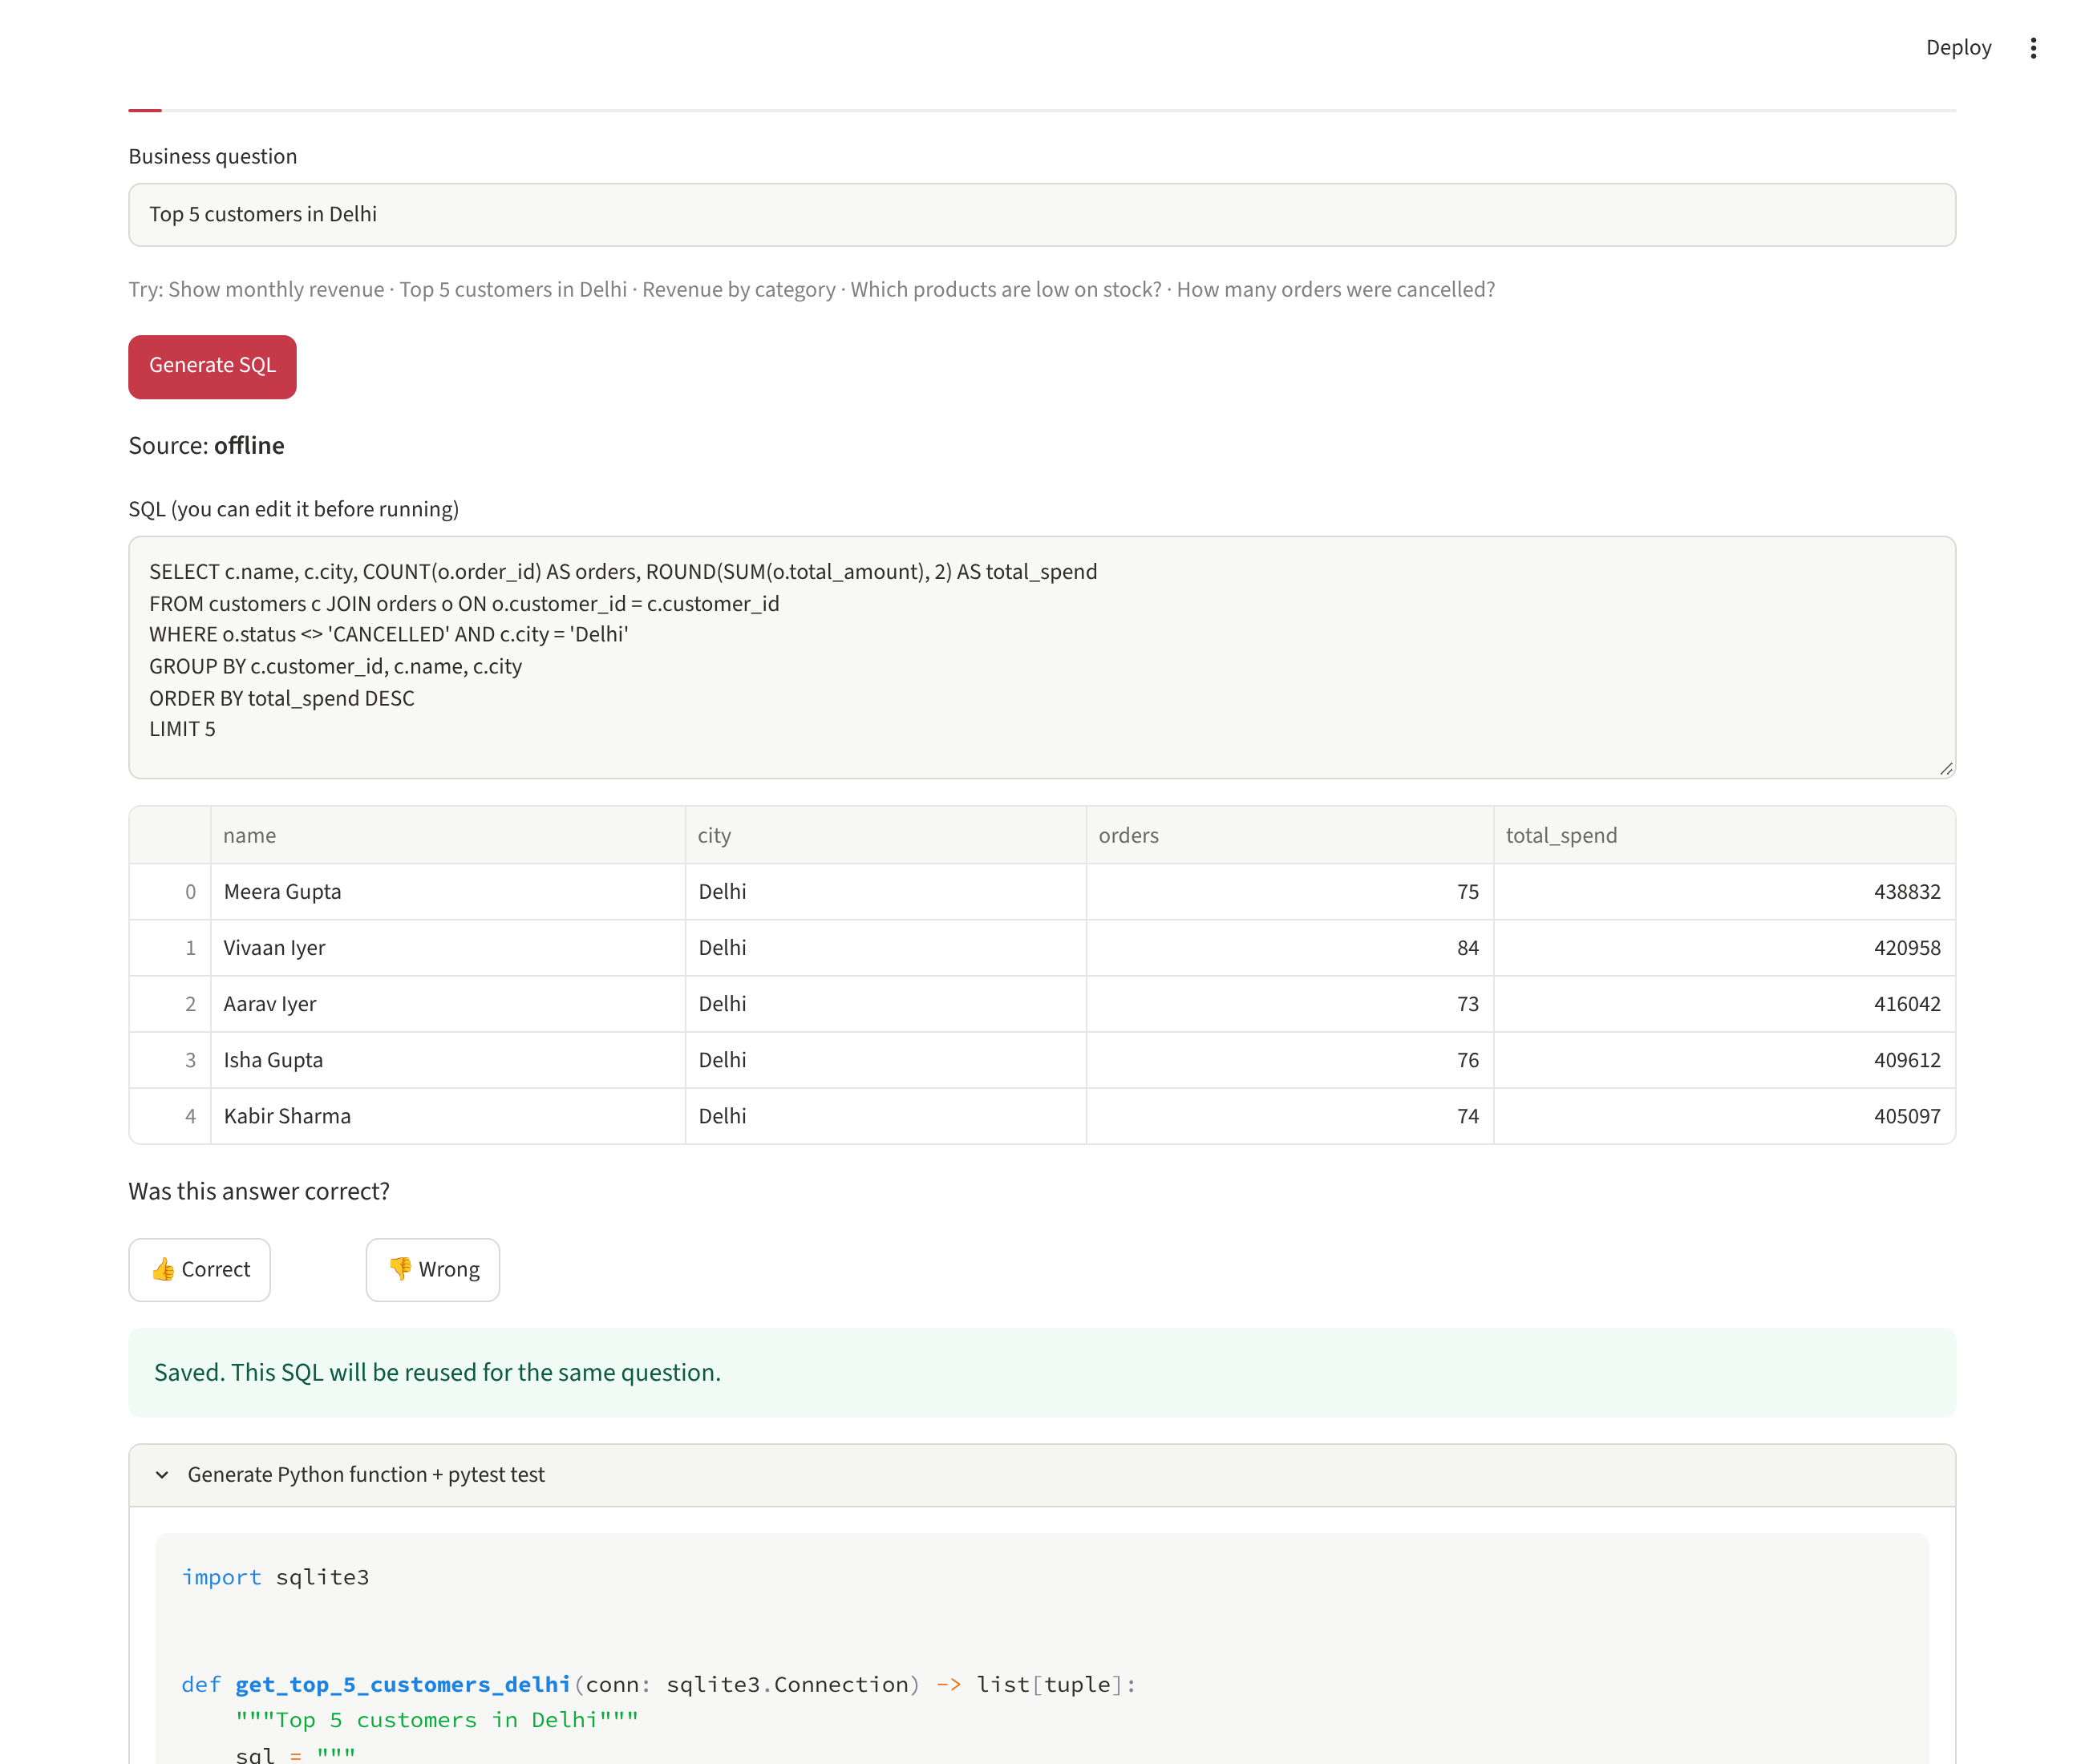 Deploy
Business question
Top 5 customers in Delhi
Try: Show monthly revenue · Top 5 customers in Delhi · Revenue by category · Which products are low on stock? · How many orders were cancelled?
Generate SQL
Source: offline
SQL (you can edit it before running)
SELECT c.name, c.city, COUNT(o.order_id) AS orders, ROUND(SUM(o.total_amount), 2) AS total_spend
FROM customers c JOIN orders o ON o.customer_id = c.customer_id
WHERE o.status <> 'CANCELLED' AND c.city = 'Delhi'
GROUP BY c.customer_id, c.name, c.city
ORDER BY total_spend DESC
LIMIT 5
name city orders total_spend
0 Meera Gupta Delhi 75 438832
1 Vivaan Iyer Delhi 84 420958
2 Aarav Iyer Delhi 73 416042
3 Isha Gupta Delhi 76 409612
4 Kabir Sharma Delhi 74 405097
Was this answer correct?
👍 Correct 👎 Wrong
Saved. This SQL will be reused for the same question.
Generate Python function + pytest test
import sqlite3
def get_top_5_customers_delhi(conn: sqlite3.Connection) -> list[tuple]:
"""Top 5 customers in Delhi"""
sql = """